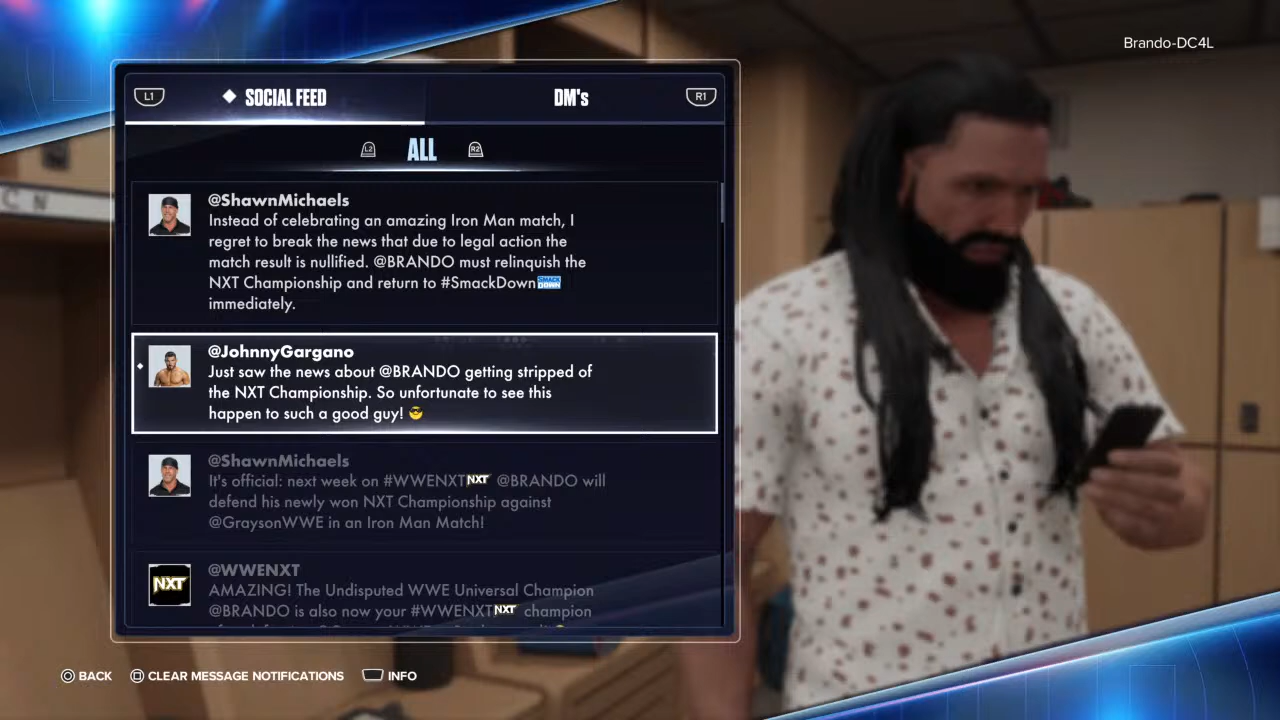 Brando-DC4L
L1
SOCIAL FEED
DM's
R1
L2
ALL
R2
@ShawnMichaels
Instead of celebrating an amazing Iron Man match, I
regret to break the news that due to legal action the
match result is nullified. @BRANDO must relinquish the
NXT Championship and return to #SmackDown SMACK DOWN
immediately.
@JohnnyGargano
Just saw the news about @BRANDO getting stripped of
the NXT Championship. So unfortunate to see this
happen to such a good guy! 😎
@ShawnMichaels
It's official: next week on #WWENXT NXT @BRANDO will
defend his newly won NXT Championship against
@GraysonWWE in an Iron Man Match!
NXT
@WWENXT
AMAZING! The Undisputed WWE Universal Champion
@BRANDO is also now your #WWENXT NXT champion
BACK
CLEAR MESSAGE NOTIFICATIONS
INFO